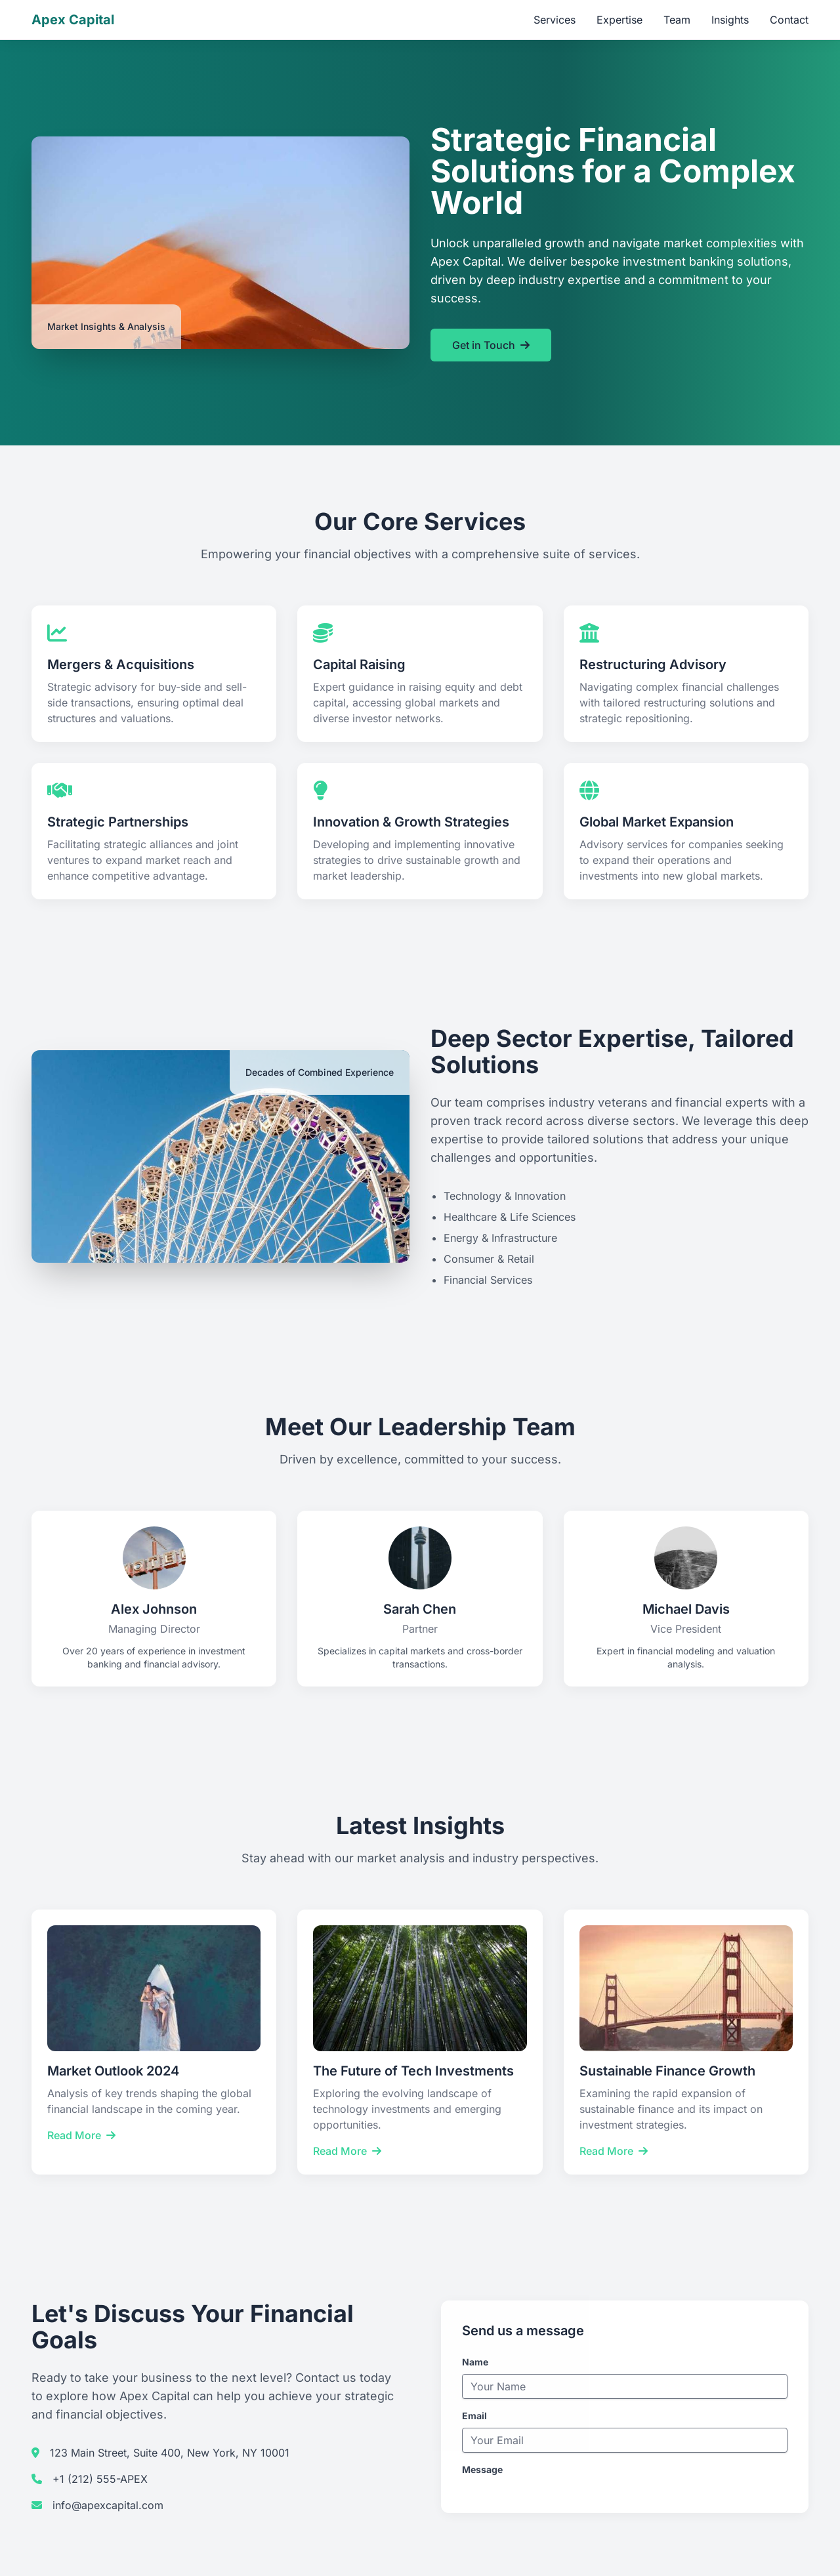 Apex Capital
Services
Expertise
Team
Insights
Contact
Market Insights & Analysis
Strategic Financial
Solutions for a Complex
World
Unlock unparalleled growth and navigate market complexities with
Apex Capital. We deliver bespoke investment banking solutions,
driven by deep industry expertise and a commitment to your
success.
Get in Touch
Our Core Services
Empowering your financial objectives with a comprehensive suite of services.
Mergers & Acquisitions
Strategic advisory for buy-side and sell-
side transactions, ensuring optimal deal
structures and valuations.
Capital Raising
Expert guidance in raising equity and debt
capital, accessing global markets and
diverse investor networks.
Restructuring Advisory
Navigating complex financial challenges
with tailored restructuring solutions and
strategic repositioning.
Strategic Partnerships
Facilitating strategic alliances and joint
ventures to expand market reach and
enhance competitive advantage.
Innovation & Growth Strategies
Developing and implementing innovative
strategies to drive sustainable growth and
market leadership.
Global Market Expansion
Advisory services for companies seeking
to expand their operations and
investments into new global markets.
Decades of Combined Experience
Deep Sector Expertise, Tailored
Solutions
Our team comprises industry veterans and financial experts with a
proven track record across diverse sectors. We leverage this deep
expertise to provide tailored solutions that address your unique
challenges and opportunities.
• Technology & Innovation
• Healthcare & Life Sciences
• Energy & Infrastructure
• Consumer & Retail
• Financial Services
Meet Our Leadership Team
Driven by excellence, committed to your success.
Alex Johnson
Managing Director
Over 20 years of experience in investment
banking and financial advisory.
Sarah Chen
Partner
Specializes in capital markets and cross-border
transactions.
Michael Davis
Vice President
Expert in financial modeling and valuation
analysis.
Latest Insights
Stay ahead with our market analysis and industry perspectives.
Market Outlook 2024
Analysis of key trends shaping the global
financial landscape in the coming year.
Read More
The Future of Tech Investments
Exploring the evolving landscape of
technology investments and emerging
opportunities.
Read More
Sustainable Finance Growth
Examining the rapid expansion of
sustainable finance and its impact on
investment strategies.
Read More
Let's Discuss Your Financial
Goals
Ready to take your business to the next level? Contact us today
to explore how Apex Capital can help you achieve your strategic
and financial objectives.
123 Main Street, Suite 400, New York, NY 10001
+1 (212) 555-APEX
info@apexcapital.com
Send us a message
Name
Your Name
Email
Your Email
Message